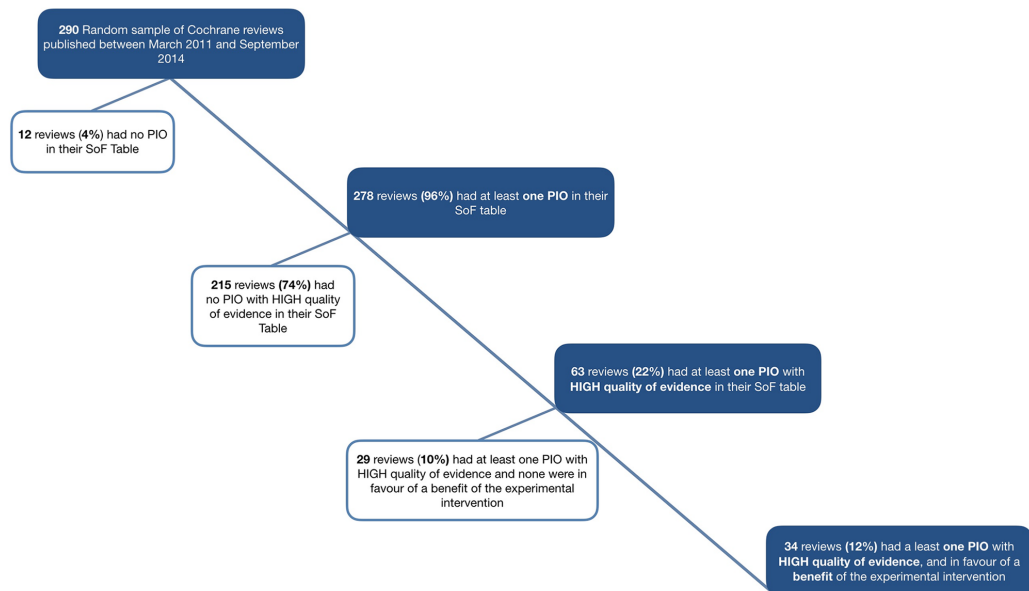 290 Random sample of Cochrane reviews
published between March 2011 and September
2014
12 reviews (4%) had no PIO
in their SoF Table
278 reviews (96%) had at least one PIO in their
SoF table
215 reviews (74%) had
no PIO with HIGH quality
of evidence in their SoF
Table
63 reviews (22%) had at least one PIO with
HIGH quality of evidence in their SoF table
29 reviews (10%) had at least one PIO with
HIGH quality of evidence and none were in
favour of a benefit of the experimental
intervention
34 reviews (12%) had a least one PIO with
HIGH quality of evidence, and in favour of a
benefit of the experimental intervention